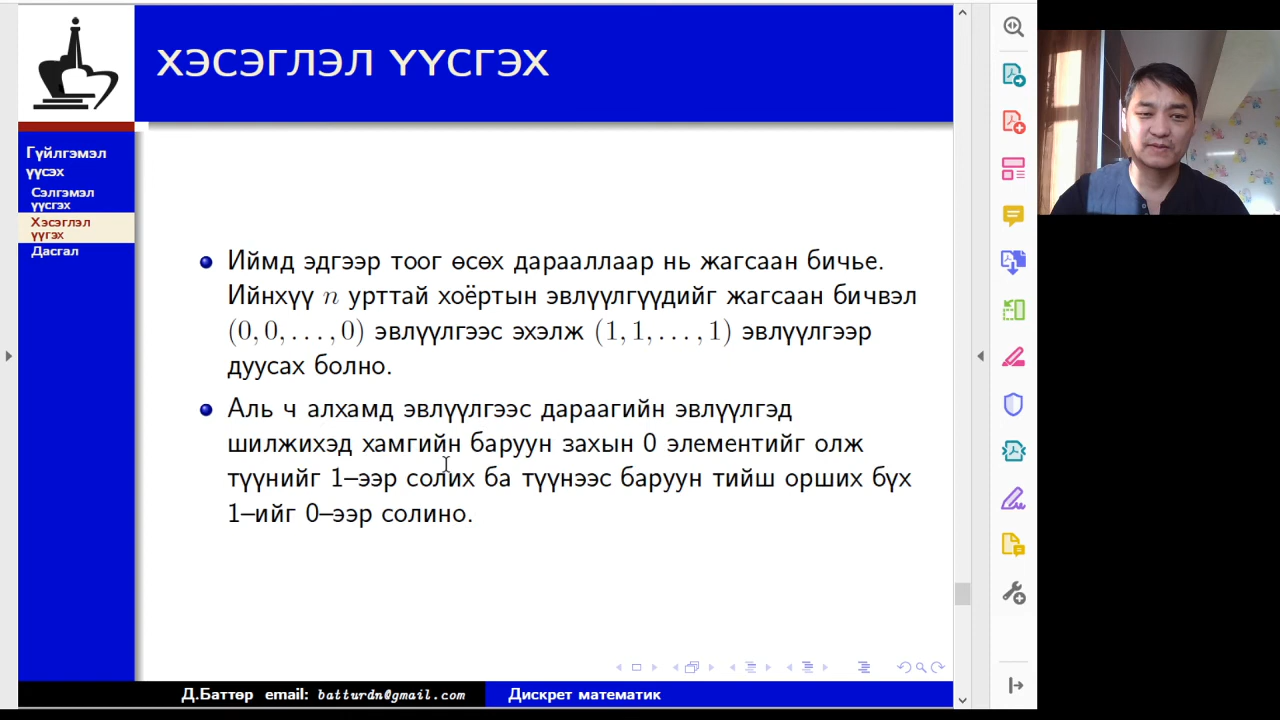 ХЭСЭГЛЭЛ ҮҮСГЭХ
Гүйлгэмэл
үүсэх
Сэлгэмэл
үүсгэх
Хэсэглэл
үүгэх
Дасгал
Иймд эдгээр тоог өсөх дарааллаар нь жагсаан бичье.
Ийнхүү n урттай хоёртын эвлүүлгүүдийг жагсаан бичвэл
(0, 0, . . . , 0) эвлүүлгээс эхэлж (1, 1, . . . , 1) эвлүүлгээр
дуусах болно.
Аль ч алхамд эвлүүлгээс дараагийн эвлүүлгэд
шилжихэд хамгийн баруун захын 0 элементийг олж
түүнийг 1–ээр солих ба түүнээс баруун тийш орших бүх
1–ийг 0–ээр солино.
Д.Баттөр email: batturdn@gmail.com Дискрет математик